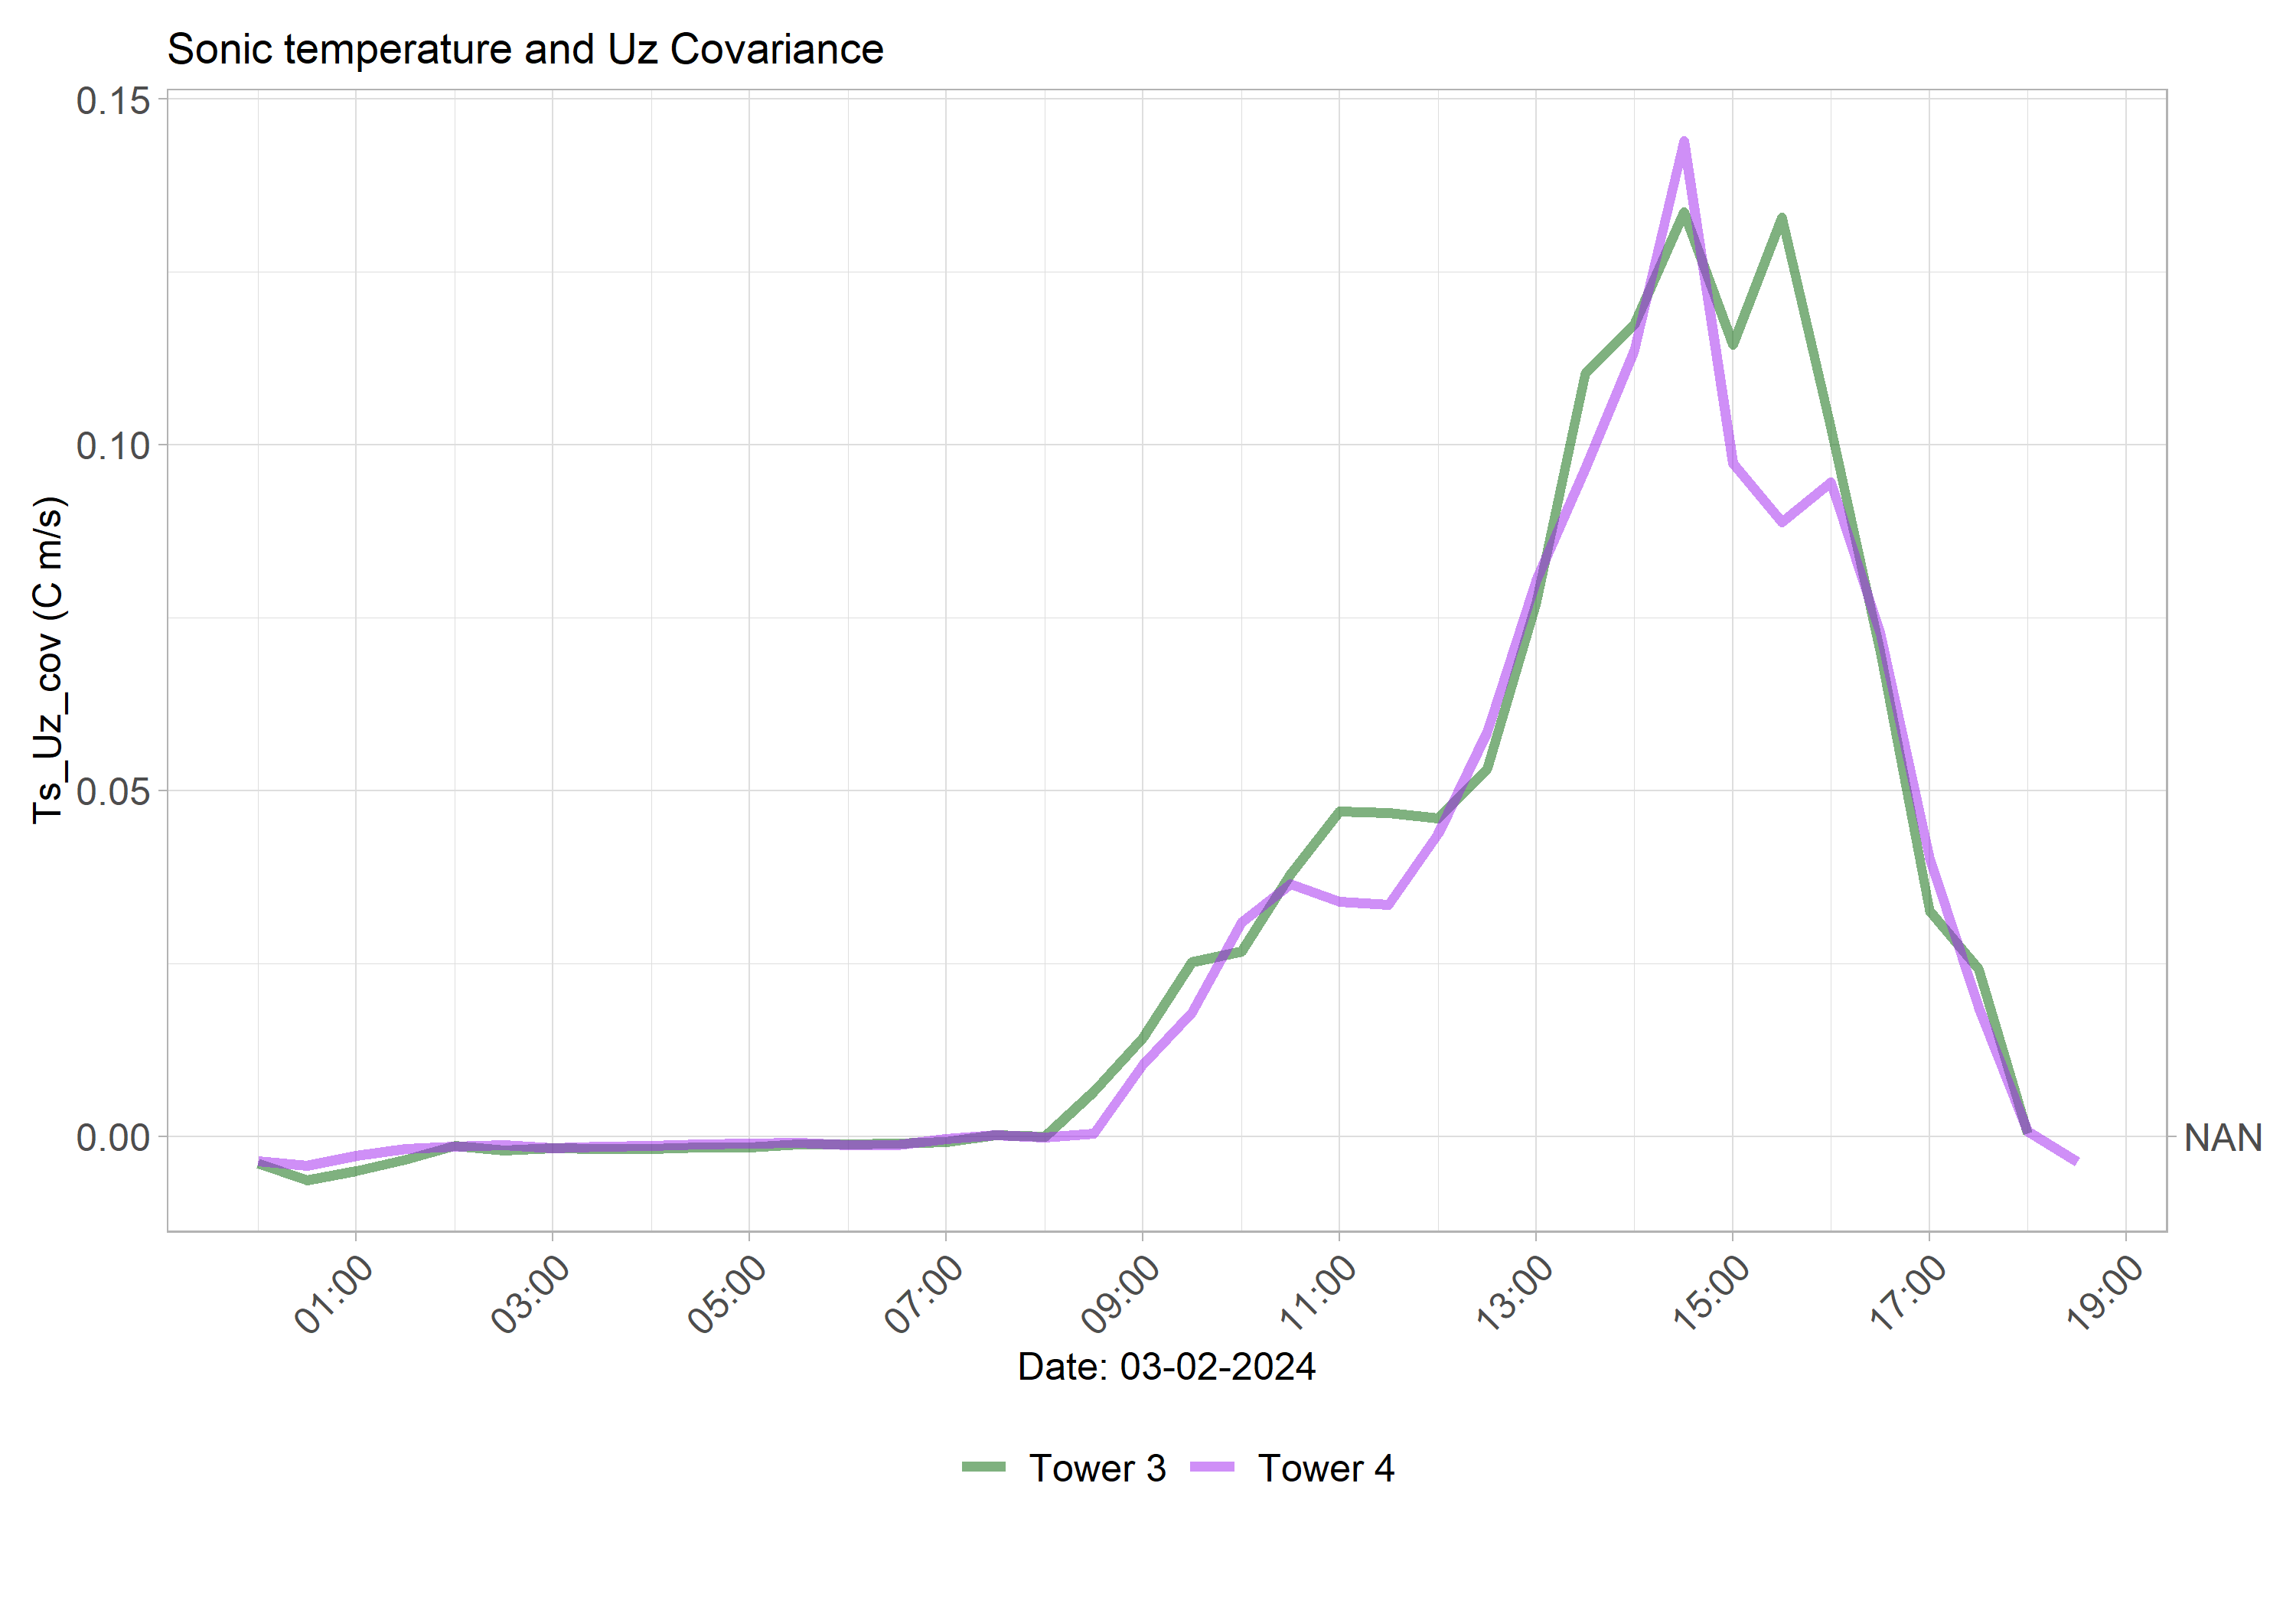 Sonic temperature and Uz Covariance
Ts_Uz_cov (C m/s)
0.15
0.10
0.05
0.00
NAN
01:00
03:00
05:00
07:00
09:00
11:00
13:00
15:00
17:00
19:00
Date: 03-02-2024
Tower 3
Tower 4